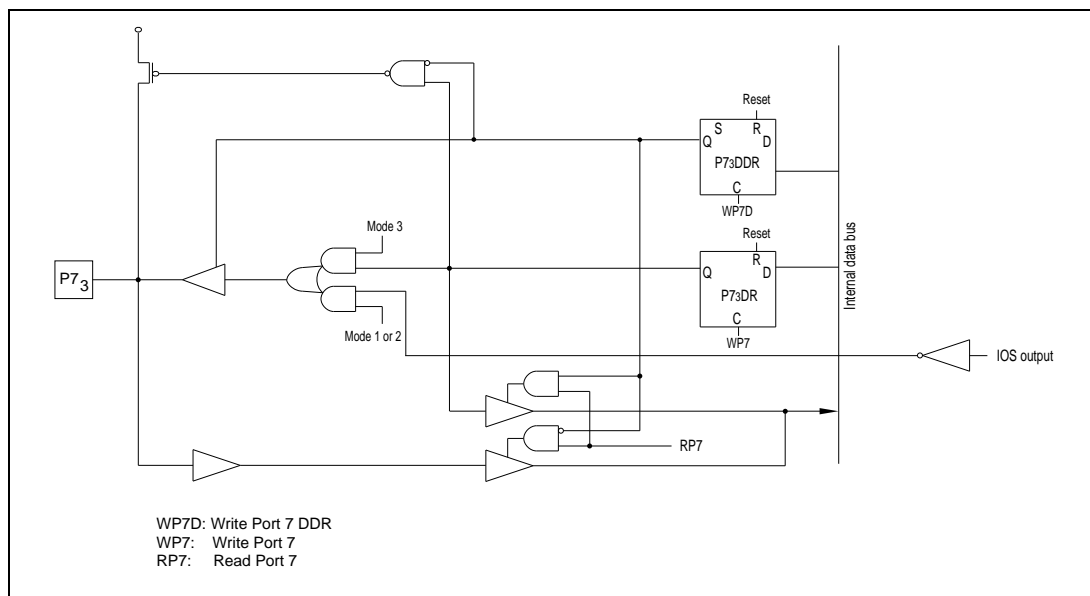 Reset
S
R
Q
D
P73DDR
C
WP7D
Mode 3
Reset
R
Q
D
P73
P73DR
Internal data bus
C
Mode 1 or 2
WP7
IOS output
RP7
WP7D: Write Port 7 DDR
WP7: Write Port 7
RP7: Read Port 7